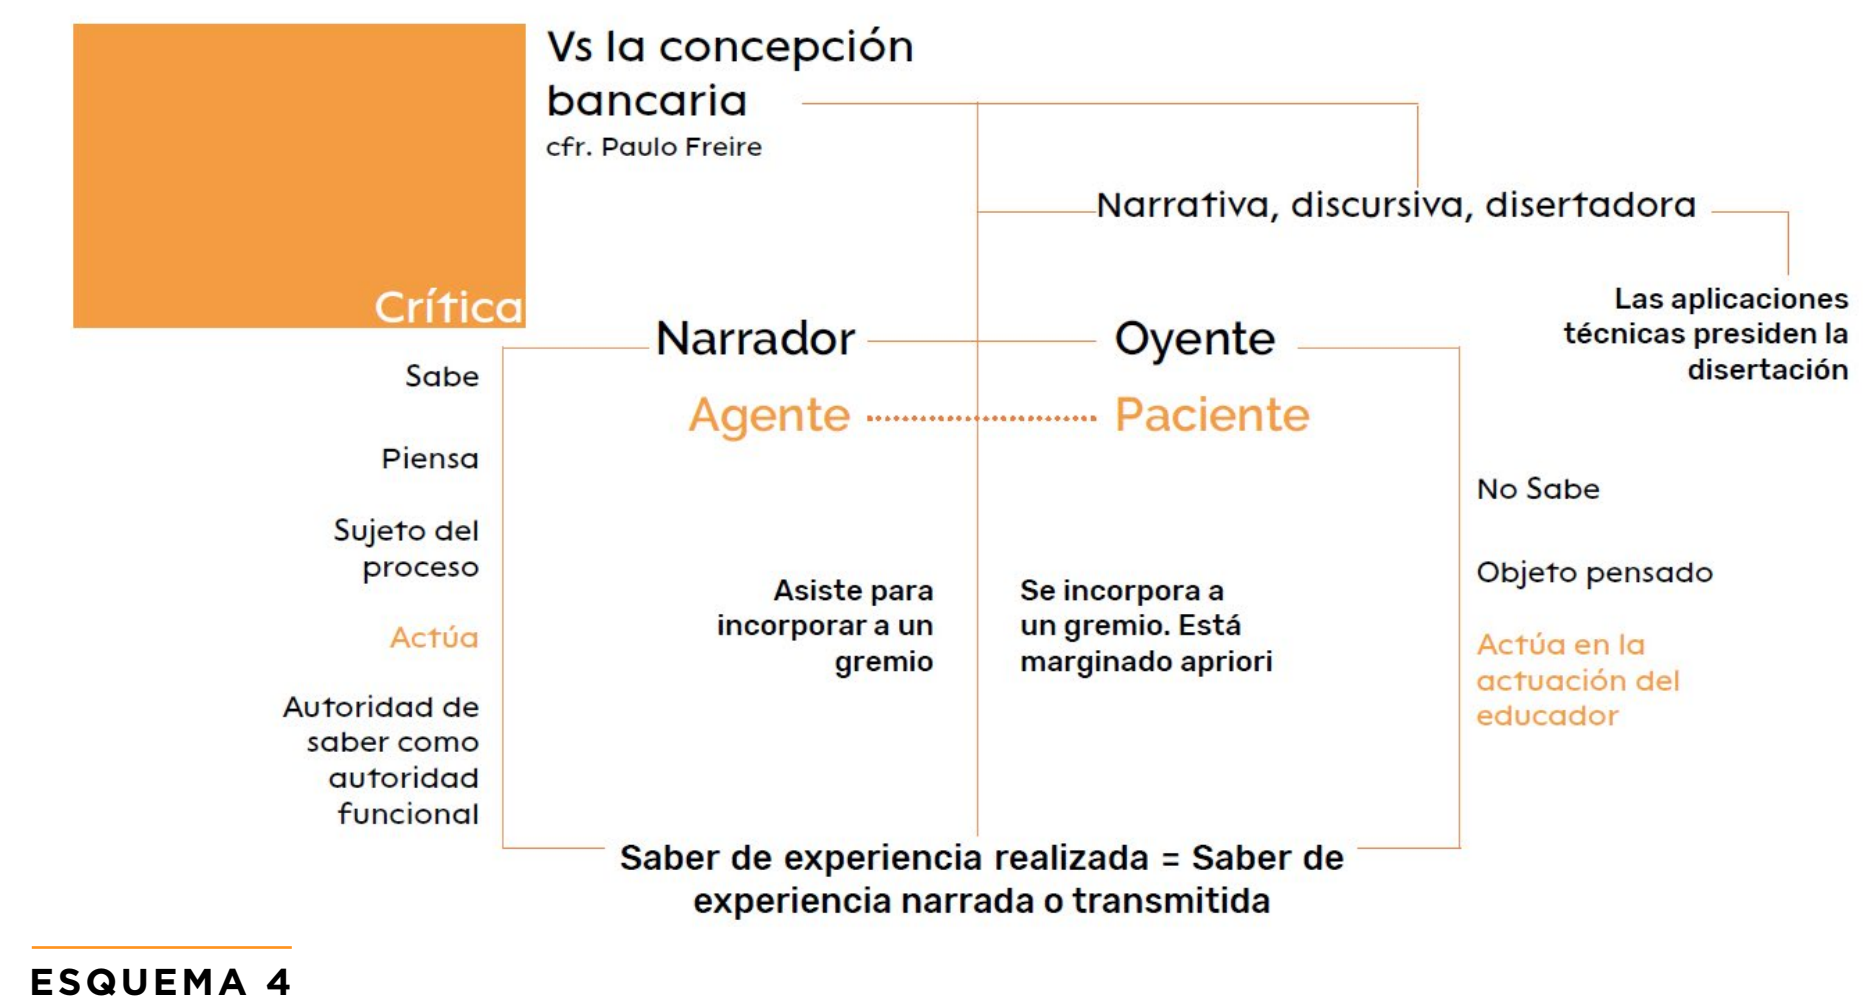 Vs la concepción
bancaria
cfr. Paulo Freire
Narrativa, discursiva, disertadora
Las aplicaciones
técnicas presiden la
disertación
Crítica
Narrador
Oyente
Agente
Paciente
Sabe
Piensa
Sujeto del
proceso
Actúa
Autoridad de
saber como
autoridad
funcional
Asiste para
incorporar a un
gremio
Se incorpora a
un gremio. Está
marginado apriori
No Sabe
Objeto pensado
Actúa en la
actuación del
educador
Saber de experiencia realizada = Saber de
experiencia narrada o transmitida
ESQUEMA 4